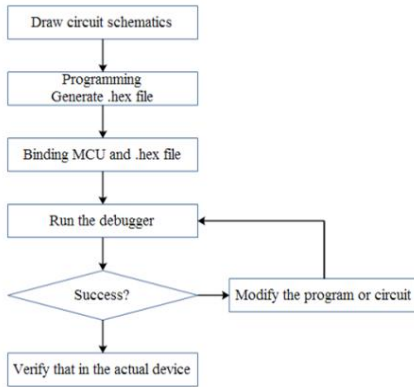 Draw circuit schematics
Programming
Generate .hex file
Binding MCU and .hex file
Run the debugger
Success?
Modify the program or circuit
Verify that in the actual device